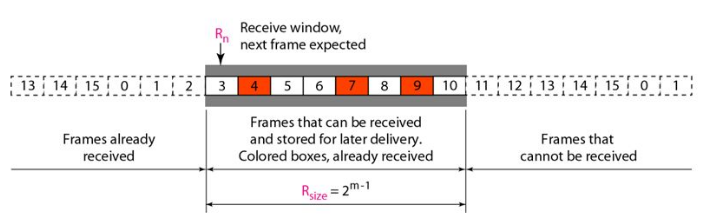 Receive window,
Rn next frame expected
13 14 15 0 1 2 3 4 5 6 7 8 9 10 11 12 13 14 15 0 1
Frames already
received
Frames that can be received
and stored for later delivery.
Colored boxes, already received
Frames that
cannot be received
Rsize = 2^m-1